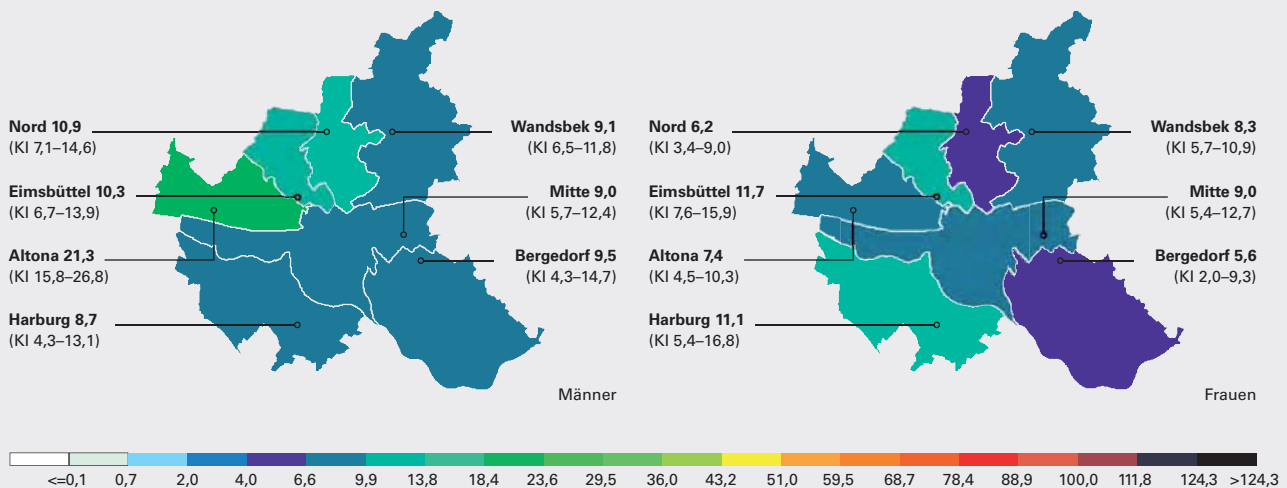 Nord 10,9
(KI 7,1–14,6)
Eimsbüttel 10,3
(KI 6,7–13,9)
Altona 21,3
(KI 15,8–26,8)
Harburg 8,7
(KI 4,3–13,1)
Wandsbek 9,1
(KI 6,5–11,8)
Mitte 9,0
(KI 5,7–12,4)
Bergedorf 9,5
(KI 4,3–14,7)
Männer
Nord 6,2
(KI 3,4–9,0)
Eimsbüttel 11,7
(KI 7,6–15,9)
Altona 7,4
(KI 4,5–10,3)
Harburg 11,1
(KI 5,4–16,8)
Wandsbek 8,3
(KI 5,7–10,9)
Mitte 9,0
(KI 5,4–12,7)
Bergedorf 5,6
(KI 2,0–9,3)
Frauen
<=0,1 0,7 2,0 4,0 6,6 9,9 13,8 18,4 23,6 29,5 36,0 43,2 51,0 59,5 68,7 78,4 88,9 100,0 111,8 124,3 >124,3